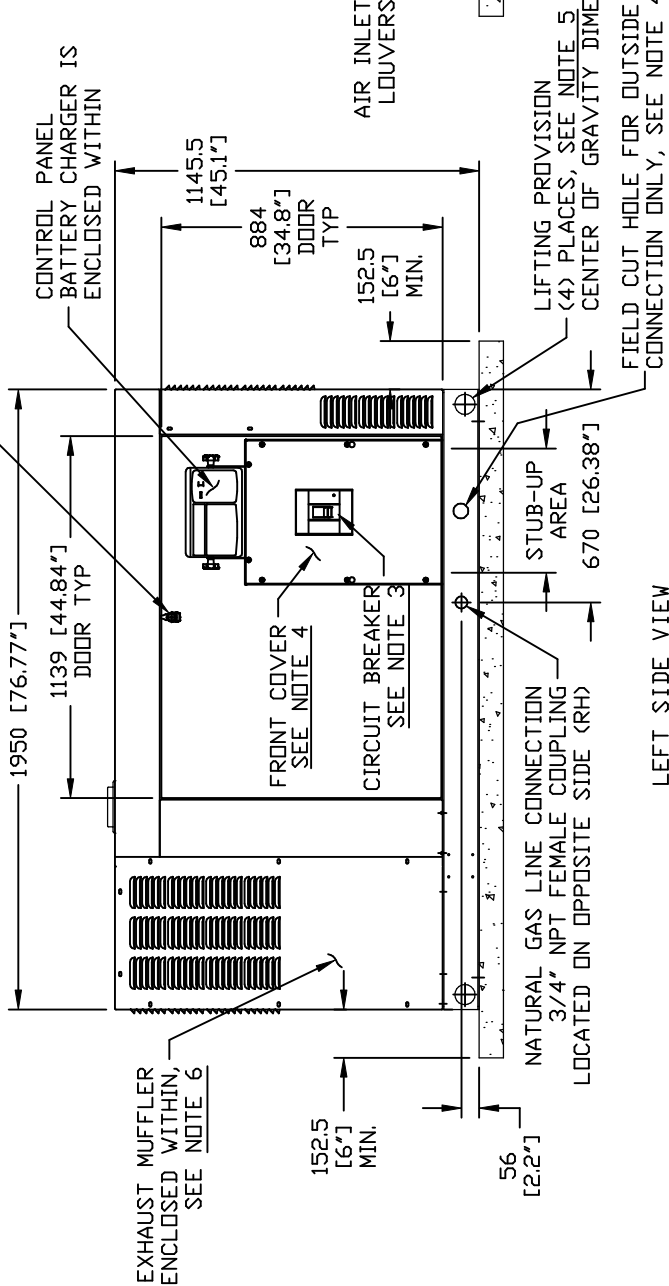 CONTROL PANEL
BATTERY CHARGER IS
ENCLOSED WITHIN
1950 [76.77"]
1139 [44.84"]
DOOR TYP
AIR INLET
LOUVERS
1145.5
[45.1"]
884
[34.8"]
DOOR
TYP
152.5
[6"]
MIN.
EXHAUST MUFFLER
ENCLOSED WITHIN,
SEE NOTE 6
FRONT COVER
SEE NOTE 4
CIRCUIT BREAKER
SEE NOTE 3
152.5
[6"]
MIN.
56
[2.2"]
NATURAL GAS LINE CONNECTION
3/4" NPT FEMALE COUPLING
LOCATED ON OPPOSITE SIDE (RH)
STUB-UP
AREA
670 [26.38"]
LIFTING PROVISION
(4) PLACES, SEE NOTE 5
CENTER OF GRAVITY DIME
FIELD CUT HOLE FOR OUTSIDE
CONNECTION ONLY, SEE NOTE 4
LEFT SIDE VIEW